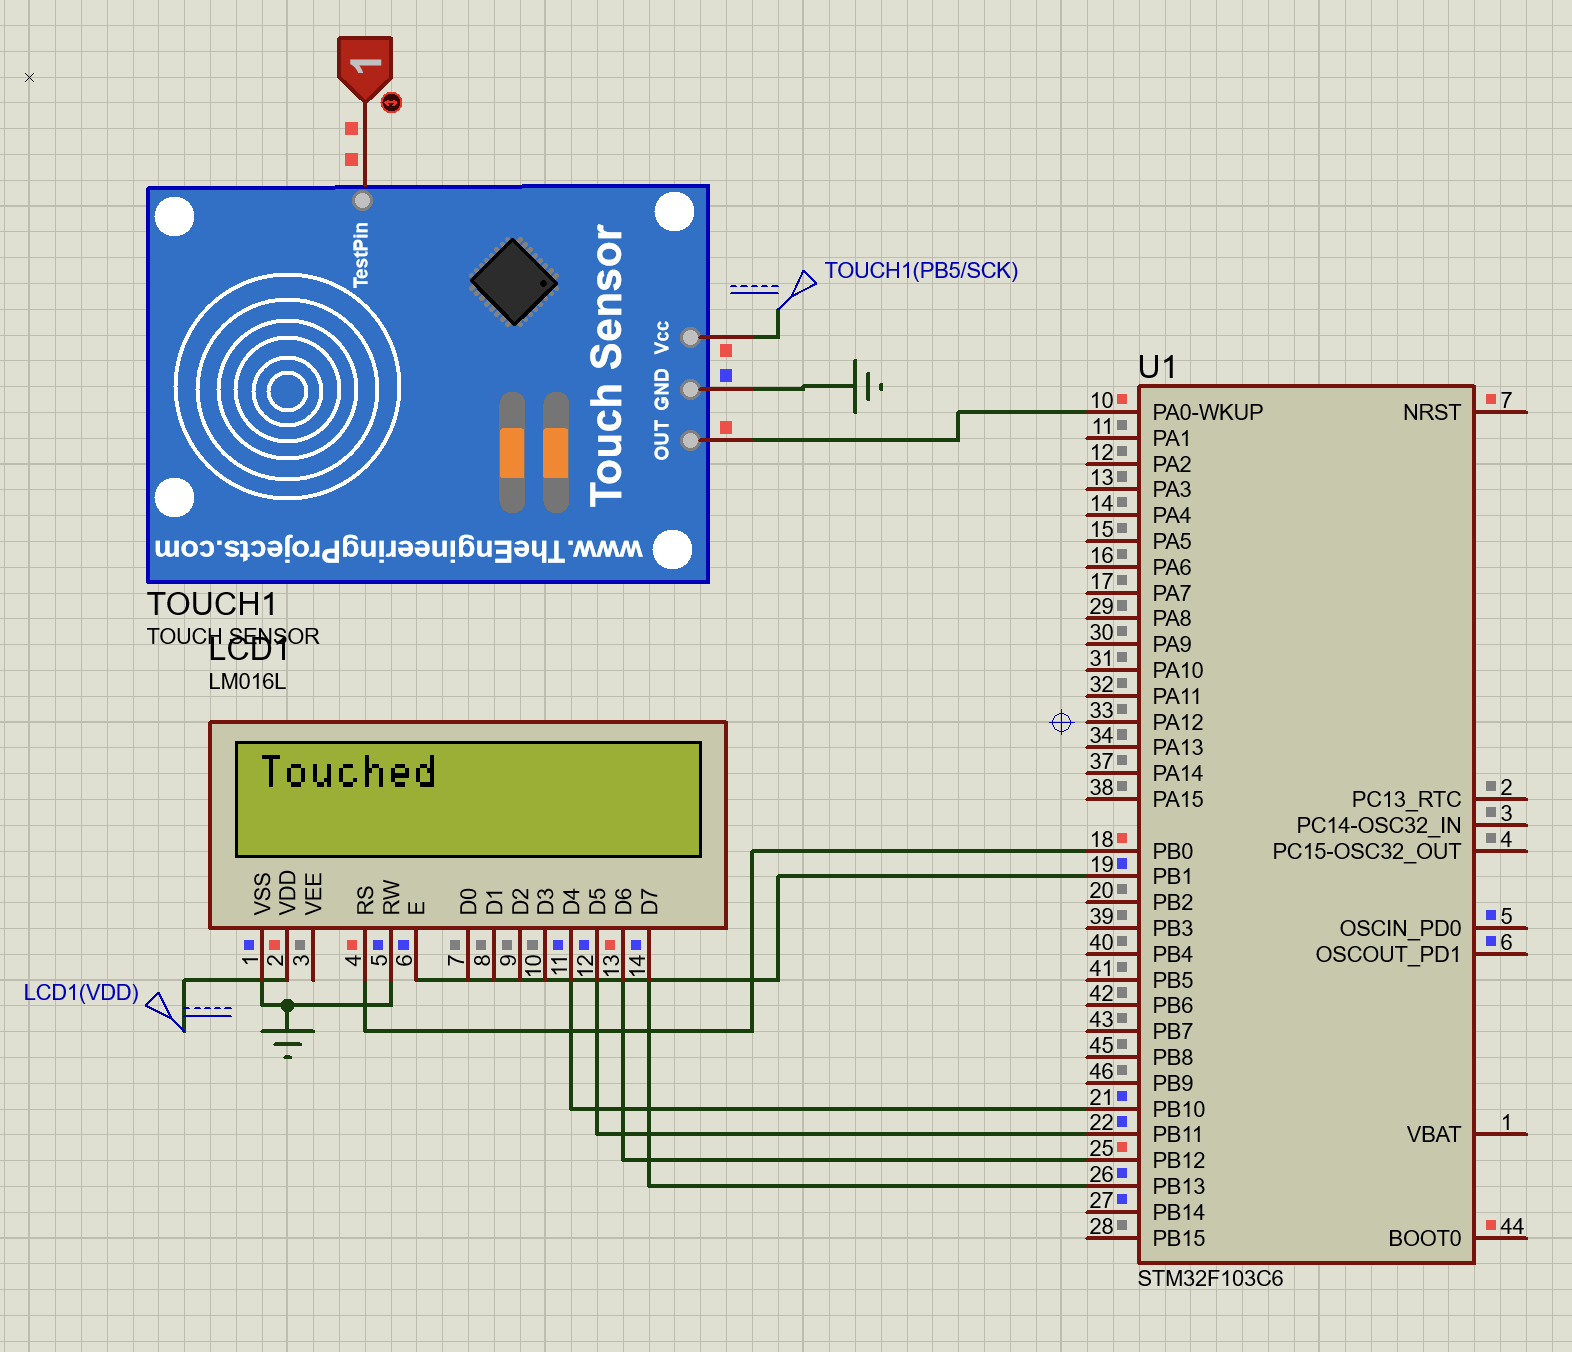 1
TestPin
Touch Sensor
Vcc
GND
OUT
www.TheEngineeringProjects.com
TOUCH1
TOUCH SENSOR
TOUCH1(PB5/SCK)
LCD1
LM016L
Touched
VSS VDD VEE RS RW E D0 D1 D2 D3 D4 D5 D6 D7
1 2 3 4 5 6 7 8 9 10 11 12 13 14
LCD1(VDD)
U1
10 PA0-WKUP NRST 7
11 PA1
12 PA2
13 PA3
14 PA4
15 PA5
16 PA6
17 PA7
29 PA8
30 PA9
31 PA10
32 PA11
33 PA12
34 PA13
37 PA14
38 PA15 PC13_RTC 2
PC14-OSC32_IN 3
18 PB0 PC15-OSC32_OUT 4
19 PB1
20 PB2
39 PB3 OSCIN_PD0 5
40 PB4 OSCOUT_PD1 6
41 PB5
42 PB6
43 PB7
45 PB8
46 PB9
21 PB10
22 PB11 VBAT 1
25 PB12
26 PB13
27 PB14
28 PB15 BOOT0 44
STM32F103C6